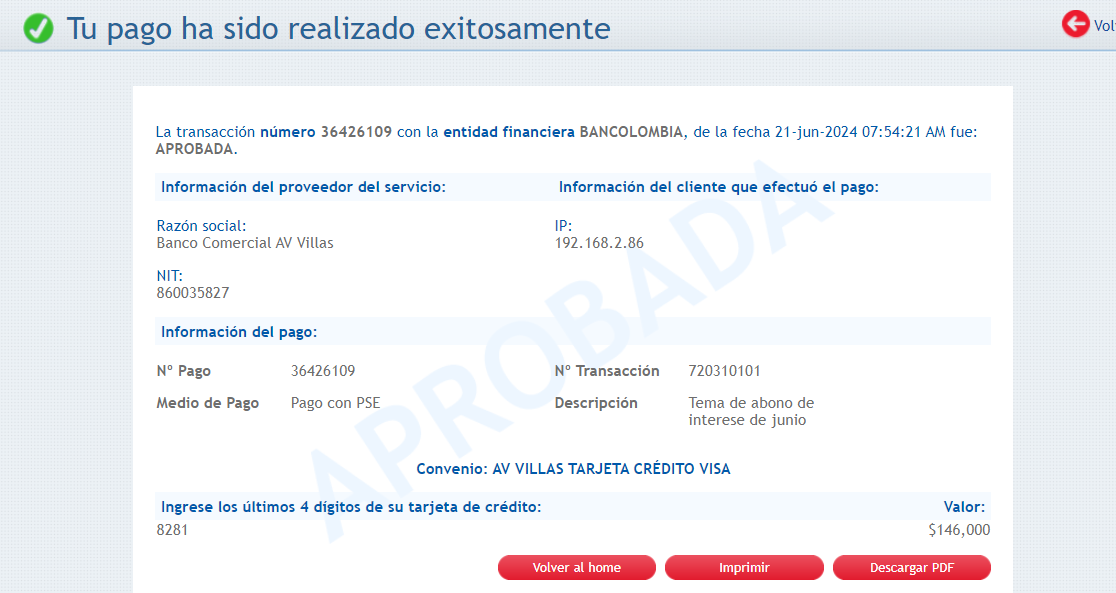 Tu pago ha sido realizado exitosamente
Vol
La transacción número 36426109 con la entidad financiera BANCOLOMBIA, de la fecha 21-jun-2024 07:54:21 AM fue:
APROBADA.
Información del proveedor del servicio: Información del cliente que efectuó el pago:
Razón social: IP:
Banco Comercial AV Villas 192.168.2.86
NIT:
860035827
Información del pago:
Nº Pago 36426109 Nº Transacción 720310101
Medio de Pago Pago con PSE Descripción Tema de abono de
interese de junio
Convenio: AV VILLAS TARJETA CRÉDITO VISA
Ingrese los últimos 4 dígitos de su tarjeta de crédito: Valor:
8281 $146,000
Volver al home Imprimir Descargar PDF
APROBADA